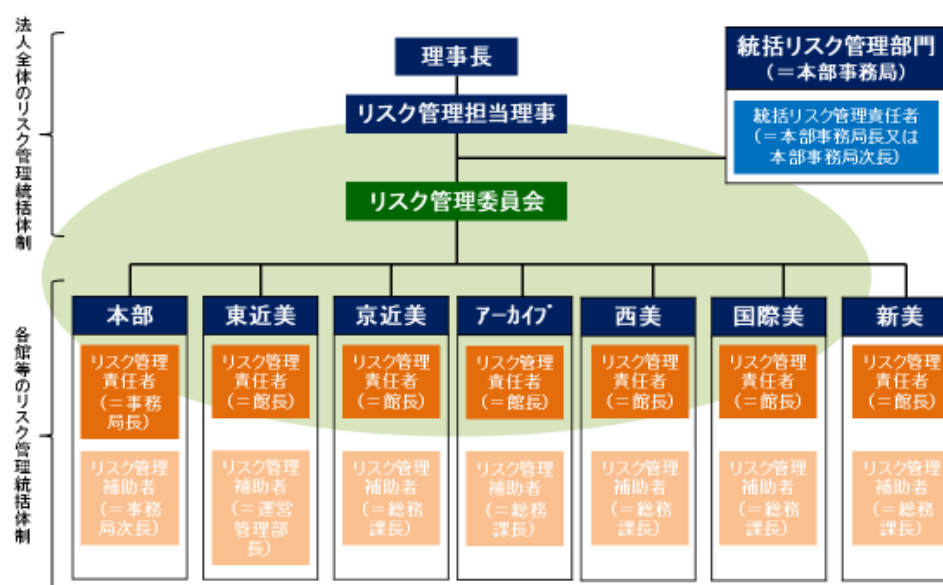 法人全体のリスク管理統括体制
理事長
リスク管理担当理事
統括リスク管理部門
(=本部事務局)
統括リスク管理責任者
(=本部事務局長又は
本部事務局次長)
リスク管理委員会
各館等のリスク管理統括体制
本部
リスク管理
責任者
(=事務
局長)
リスク管理
補助者
(=事務
局次長)
東近美
リスク管理
責任者
(=館長)
リスク管理
補助者
(=運営
管理部
長)
京近美
リスク管理
責任者
(=館長)
リスク管理
補助者
(=総務
課長)
アーカイブ
リスク管理
責任者
(=館長)
リスク管理
補助者
(=総務
課長)
西美
リスク管理
責任者
(=館長)
リスク管理
補助者
(=総務
課長)
国際美
リスク管理
責任者
(=館長)
リスク管理
補助者
(=総務
課長)
新美
リスク管理
責任者
(=館長)
リスク管理
補助者
(=総務
課長)